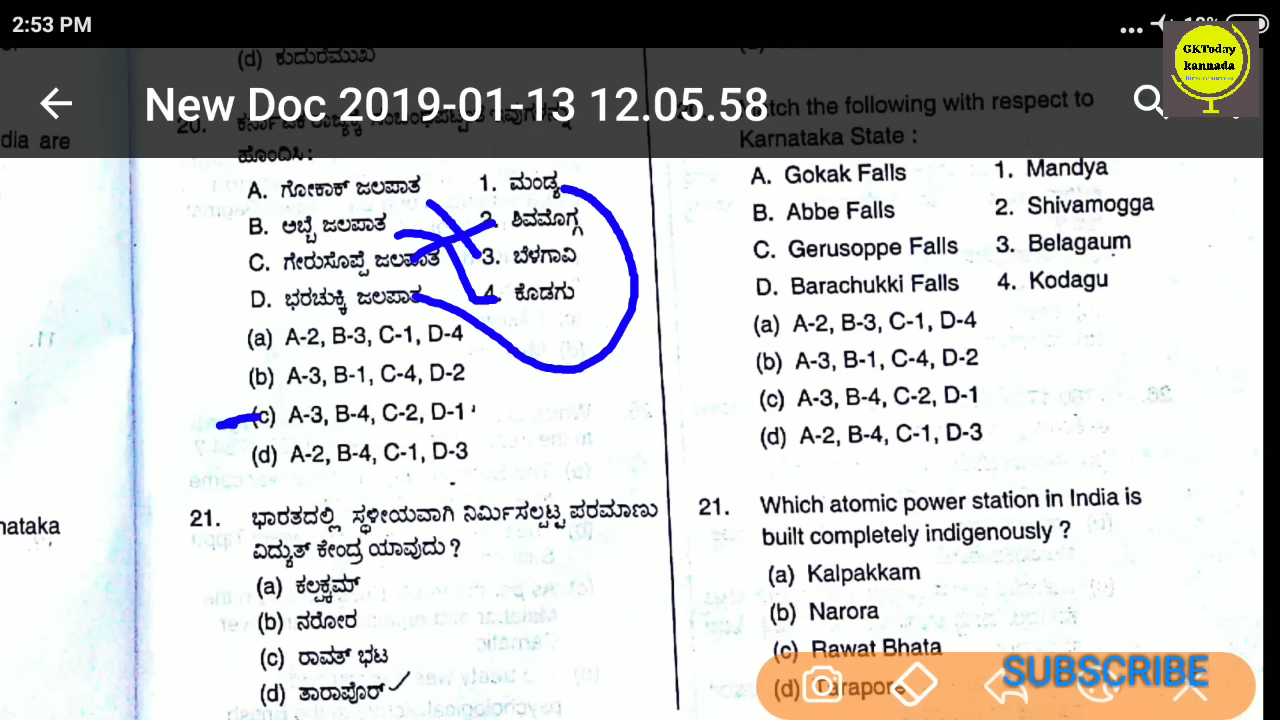 2:53 PM
GKToday
kannada
(d) ಕುದುರೆಮುಖ
New Doc 2019-01-13 12.05.58
dia are
20.
ಹೊಂದಿಸಿ :
A. ಗೋಕಾಕ್ ಜಲಪಾತ 1. ಮಂಡ್ಯ
B. ಅಬ್ಬೆ ಜಲಪಾತ 2. ಶಿವಮೊಗ್ಗ
C. ಗೇರುಸೊಪ್ಪೆ ಜಲಪಾತ 3. ಬೆಳಗಾವಿ
D. ಭರಚುಕ್ಕಿ ಜಲಪಾತ 4. ಕೊಡಗು
(a) A-2, B-3, C-1, D-4
(b) A-3, B-1, C-4, D-2
(c) A-3, B-4, C-2, D-1
(d) A-2, B-4, C-1, D-3
21. ಭಾರತದಲ್ಲಿ ಸ್ಥಳೀಯವಾಗಿ ನಿರ್ಮಿಸಲ್ಪಟ್ಟ ಪರಮಾಣು
ವಿದ್ಯುತ್ ಕೇಂದ್ರ ಯಾವುದು ?
(a) ಕಲ್ಪಕ್ಕಮ್
(b) ನರೋರ
(c) ರಾವತ್ ಭಟ
(d) ತಾರಾಪೊರ್
nataka
the following with respect to
Karnataka State :
A. Gokak Falls 1. Mandya
B. Abbe Falls 2. Shivamogga
C. Gerusoppe Falls 3. Belagaum
D. Barachukki Falls 4. Kodagu
(a) A-2, B-3, C-1, D-4
(b) A-3, B-1, C-4, D-2
(c) A-3, B-4, C-2, D-1
(d) A-2, B-4, C-1, D-3
21. Which atomic power station in India is
built completely indigenously ?
(a) Kalpakkam
(b) Narora
(c) Rawat Bhata
(d) Tarapore
SUBSCRIBE